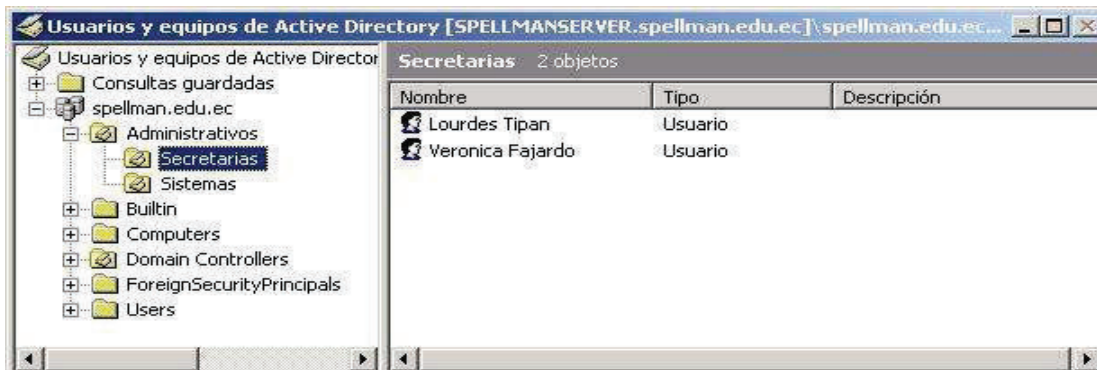 Usuarios y equipos de Active Directory [SPELLMANSERVER.spellman.edu.ec]\spellman.edu.ec...
Usuarios y equipos de Active Director
Consultas guardadas
spellman.edu.ec
Administrativos
Secretarias
Sistemas
Builtin
Computers
Domain Controllers
ForeignSecurityPrincipals
Users
Secretarias 2 objetos
Nombre Tipo Descripción
Lourdes Tipan Usuario
Veronica Fajardo Usuario